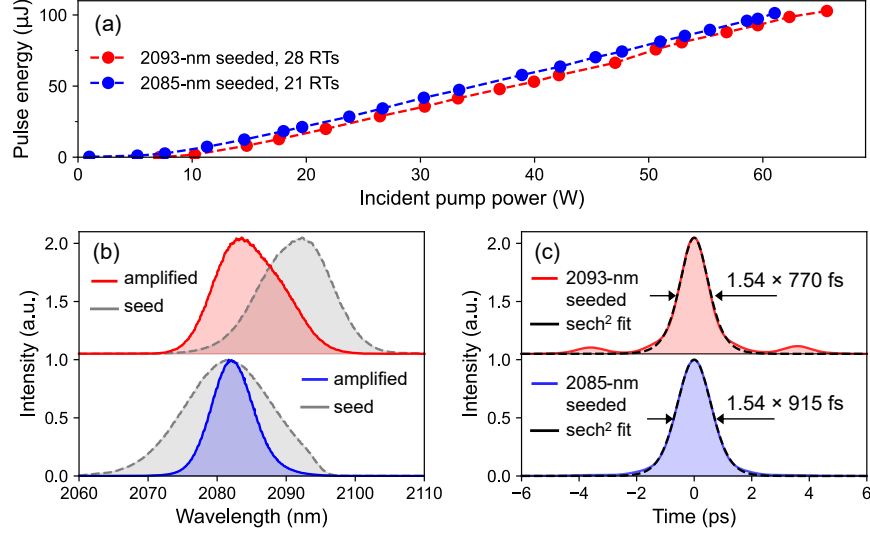 (a)
2093-nm seeded, 28 RTs
2085-nm seeded, 21 RTs
Pulse energy (μJ)
100
50
0
0 10 20 30 40 50 60
Incident pump power (W)
(b)
amplified
seed
amplified
seed
Intensity (a.u.)
2.0
1.5
1.0
0.5
0.0
2060 2070 2080 2090 2100 2110
Wavelength (nm)
(c)
2093-nm
seeded
sech² fit
1.54 × 770 fs
2085-nm
seeded
sech² fit
1.54 × 915 fs
Intensity (a.u.)
2.0
1.5
1.0
0.5
0.0
−6 −4 −2 0 2 4 6
Time (ps)